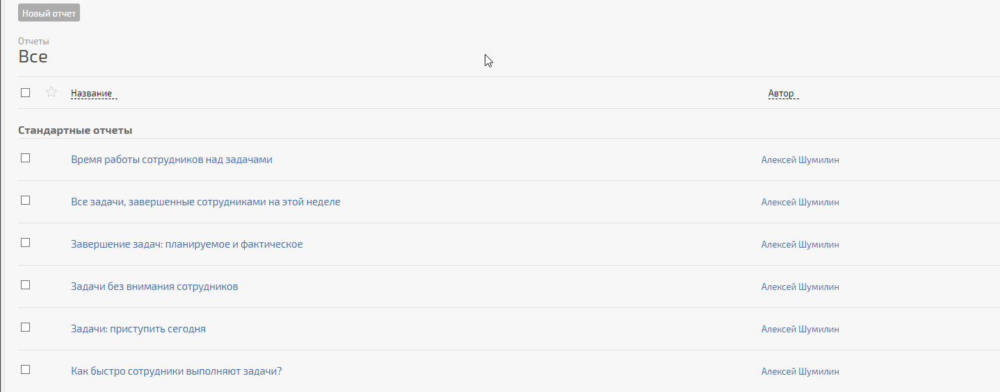 Новый отчет
Отчеты
Все
Название Автор
Стандартные отчеты
Время работы сотрудников над задачами Алексей Шумилин
Все задачи, завершенные сотрудниками на этой неделе Алексей Шумилин
Завершение задач: планируемое и фактическое Алексей Шумилин
Задачи без внимания сотрудников Алексей Шумилин
Задачи: приступить сегодня Алексей Шумилин
Как быстро сотрудники выполняют задачи? Алексей Шумилин